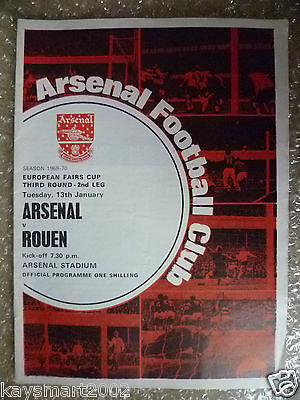 Arsenal Football Club
Arsenal
SEASON 1969-70
EUROPEAN FAIRS CUP
THIRD ROUND - 2nd LEG
Tuesday, 13th January
ARSENAL
v
ROUEN
Kick-off 7.30 p.m.
ARSENAL STADIUM
OFFICIAL PROGRAMME ONE SHILLING
kaysmart2002